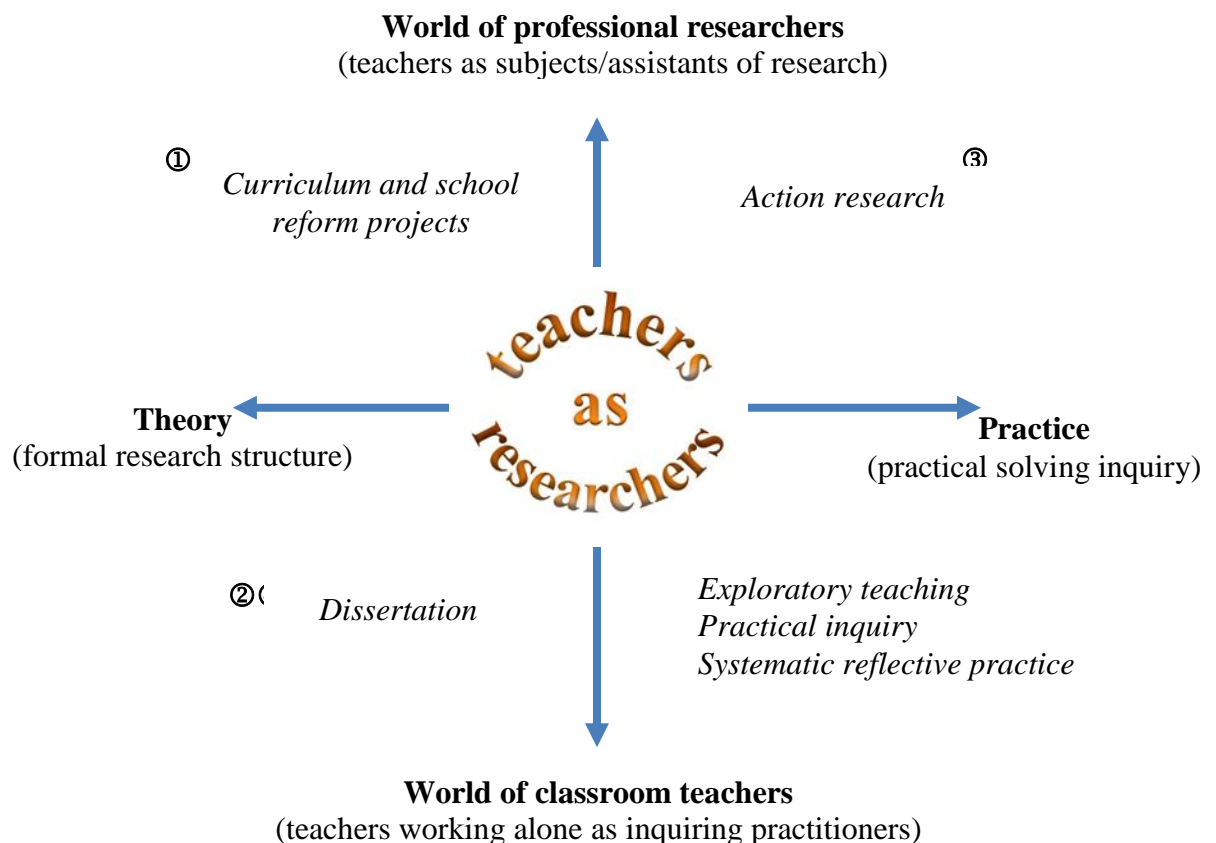 World of professional researchers
(teachers as subjects/assistants of research)
①
③
Curriculum and school
reform projects
Action research
teachers
as
researchers
Theory
(formal research structure)
Practice
(practical solving inquiry)
②(
Dissertation
Exploratory teaching
Practical inquiry
Systematic reflective practice
World of classroom teachers
(teachers working alone as inquiring practitioners)